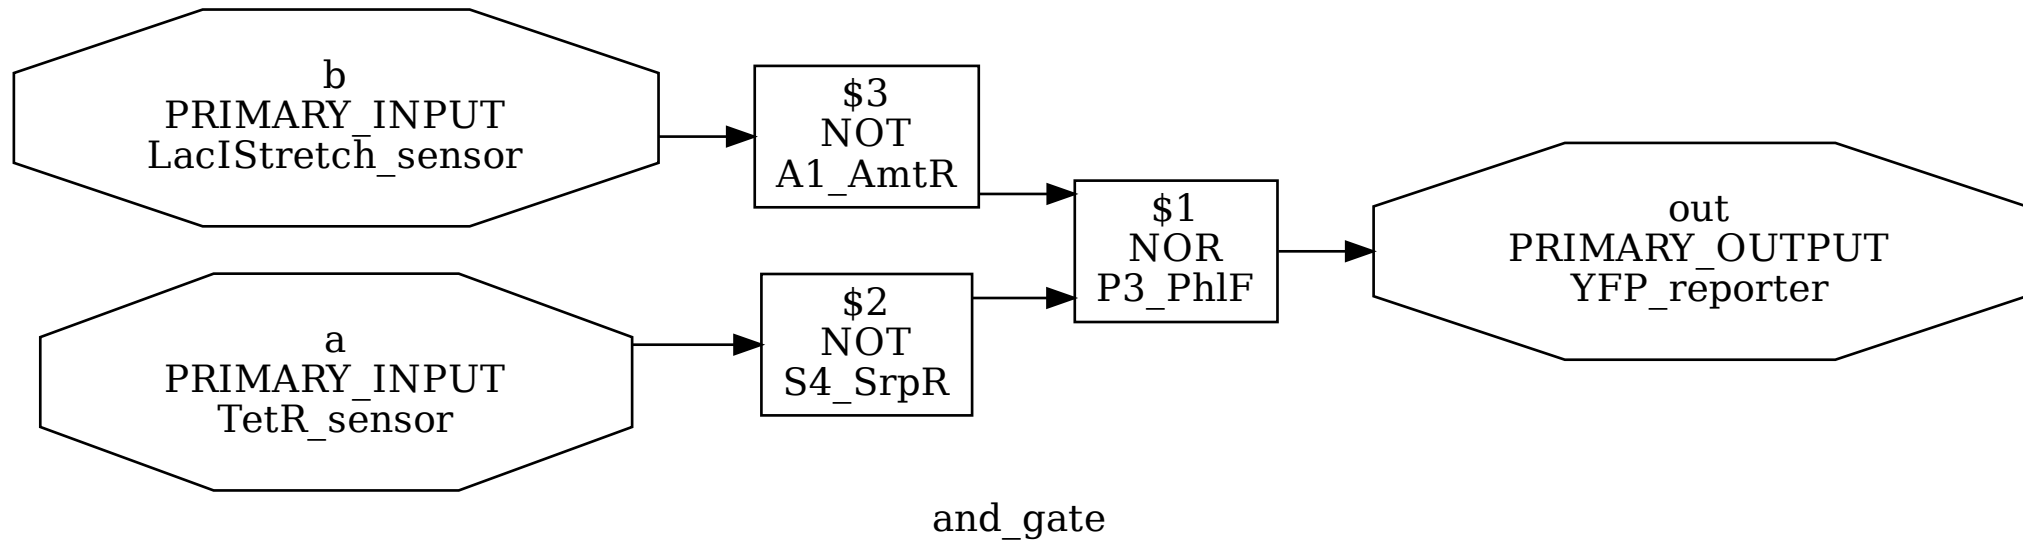 b
PRIMARY_INPUT
LacIStretch_sensor
$3
NOT
A1_AmtR
a
PRIMARY_INPUT
TetR_sensor
$2
NOT
S4_SrpR
$1
NOR
P3_PhlF
out
PRIMARY_OUTPUT
YFP_reporter
and_gate